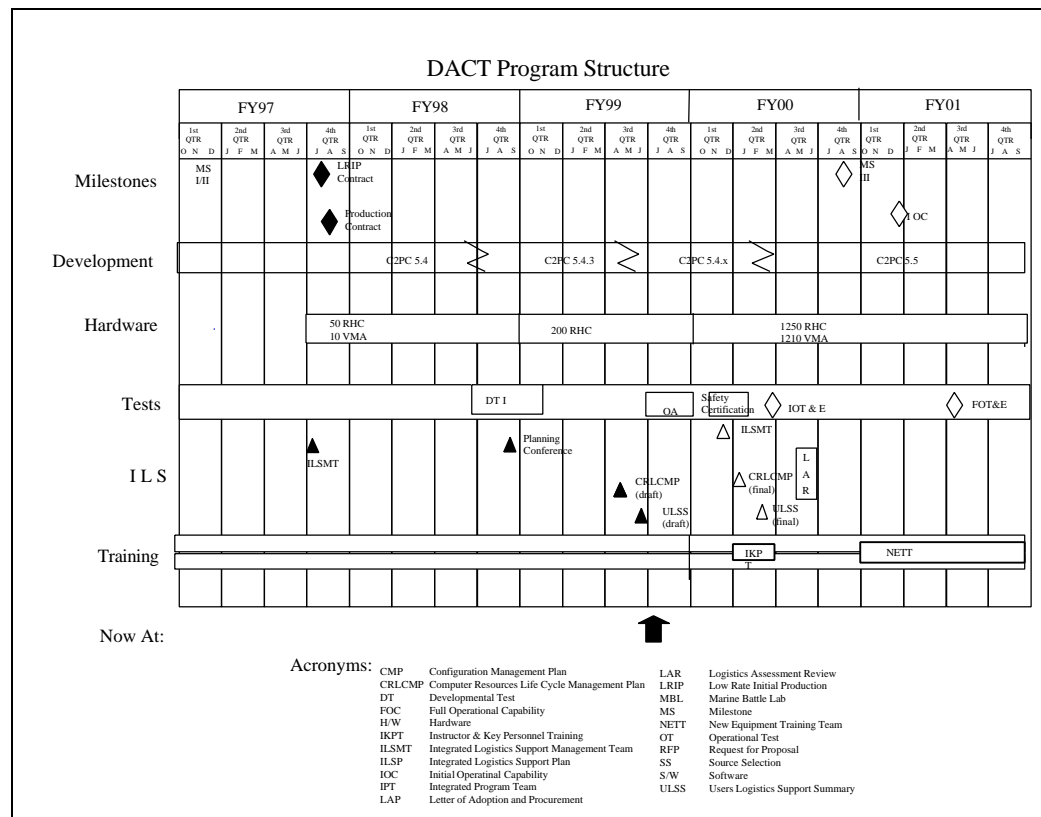 DACT Program Structure
FY97 FY98 FY99 FY00 FY01
1st QTR 2nd QTR 3rd QTR 4th QTR 1st QTR 2nd QTR 3rd QTR 4th QTR 1st QTR 2nd QTR 3rd QTR 4th QTR 1st QTR 2nd QTR 3rd QTR 4th QTR 1st QTR 2nd QTR 3rd QTR 4th QTR
O N D J F M A M J J A S O N D J F M A M J J A S O N D J F M A M J J A S O N D J F M A M J J A S O N D J F M A M J J A S
Milestones
MS
I/II
LRIP
Contract
MS
III
Production
Contract
I OC
Development
C2PC 5.4
C2PC 5.4.3
C2PC 5.4.x
C2PC 5.5
Hardware
50 RHC
10 VMA
200 RHC
1250 RHC
1210 VMA
Tests
DT I
OA
Safety
Certification
IOT & E
FOT&E
I L S
ILSMT
Planning
Conference
CRLCMP
(draft)
ULSS
(draft)
ILSMT
CRLCMP
(final)
ULSS
(final)
L
A
R
Training
IKP
T
NETT
Now At:
Acronyms:
CMP Configuration Management Plan
CRLCMP Computer Resources Life Cycle Management Plan
DT Developmental Test
FOC Full Operational Capability
H/W Hardware
IKPT Instructor & Key Personnel Training
ILSMT Integrated Logistics Support Management Team
ILSP Integrated Logistics Support Plan
IOC Initial Operatinal Capability
IPT Integrated Program Team
LAP Letter of Adoption and Procurement
LAR Logistics Assessment Review
LRIP Low Rate Initial Production
MBL Marine Battle Lab
MS Milestone
NETT New Equipment Training Team
OT Operational Test
RFP Request for Proposal
SS Source Selection
S/W Software
ULSS Users Logistics Support Summary